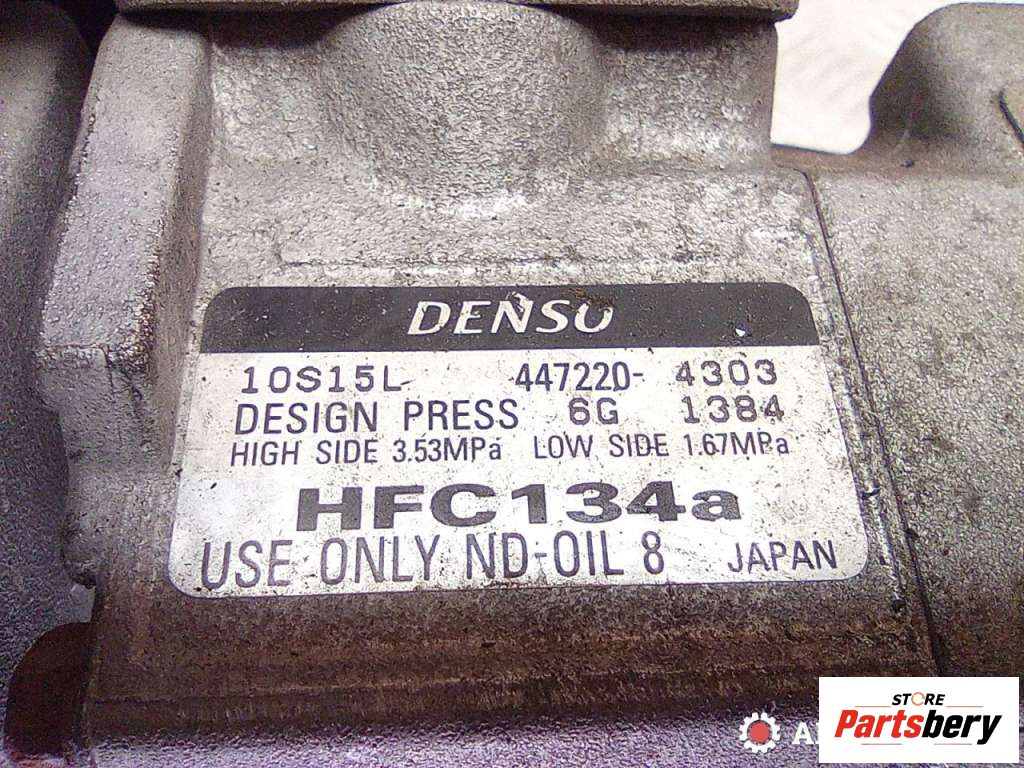 DENSO
10S15L 447220- 4303
DESIGN PRESS 6G 1384
HIGH SIDE 3.53MPa LOW SIDE 1.67MPa
HFC134a
USE ONLY ND-OIL 8 JAPAN
STORE
Partsbery
A